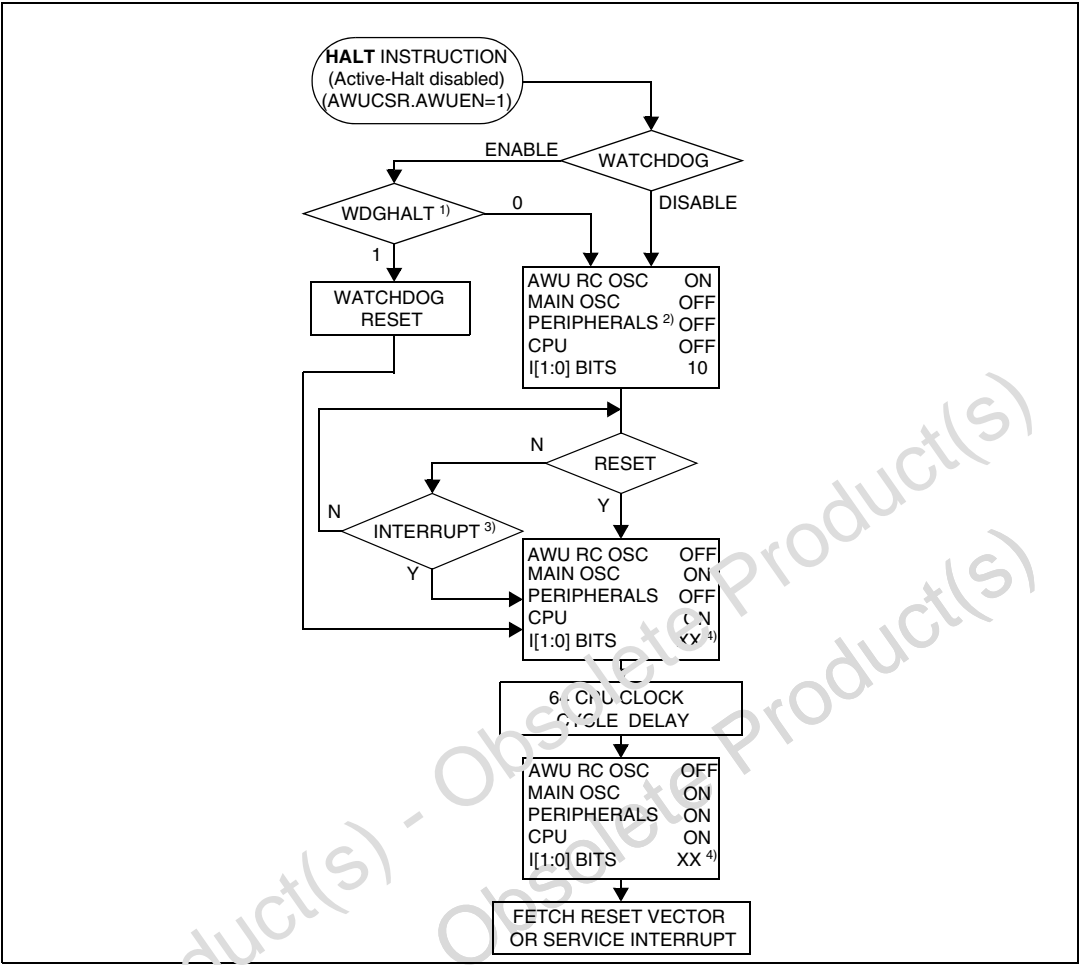 HALT INSTRUCTION
(Active-Halt disabled)
(AWUCSR.AWUEN=1)
WATCHDOG
ENABLE
DISABLE
WDGHALT 1)
0
1
WATCHDOG
RESET
AWU RC OSC ON
MAIN OSC OFF
PERIPHERALS 2) OFF
CPU OFF
I[1:0] BITS 10
RESET
N
Y
INTERRUPT 3)
N
Y
AWU RC OSC OFF
MAIN OSC ON
PERIPHERALS OFF
CPU ON
I[1:0] BITS XX 4)
64 CPU CLOCK
CYCLE DELAY
AWU RC OSC OFF
MAIN OSC ON
PERIPHERALS ON
CPU ON
I[1:0] BITS XX 4)
FETCH RESET VECTOR
OR SERVICE INTERRUPT
duct(s) - Obsolete Product(s)
Obsolete Product(s)